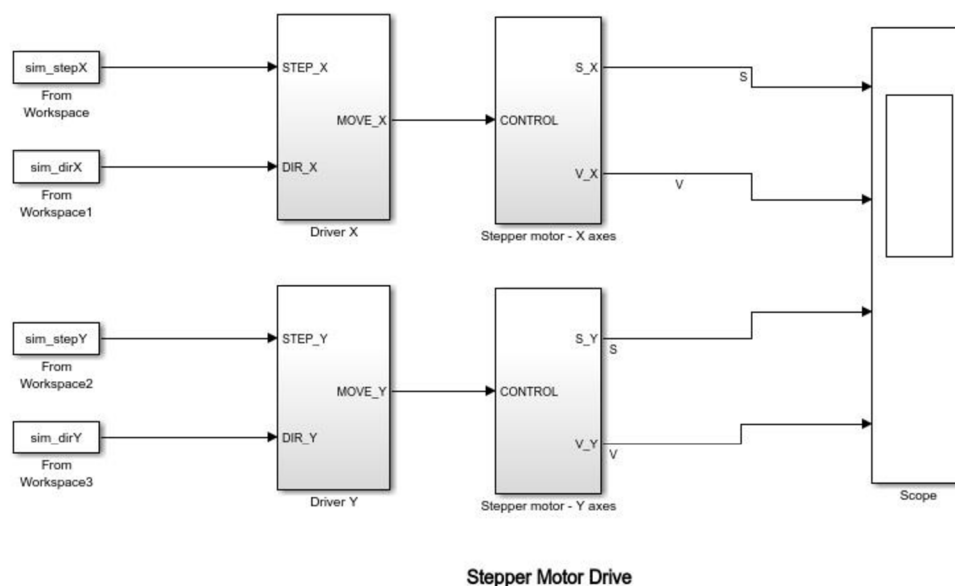 sim_stepX
From
Workspace
sim_dirX
From
Workspace1
STEP_X
MOVE_X
DIR_X
Driver X
S_X
CONTROL
V_X
Stepper motor - X axes
S
V
sim_stepY
From
Workspace2
sim_dirY
From
Workspace3
STEP_Y
MOVE_Y
DIR_Y
Driver Y
S_Y
CONTROL
V_Y
Stepper motor - Y axes
S
V
Scope
Stepper Motor Drive